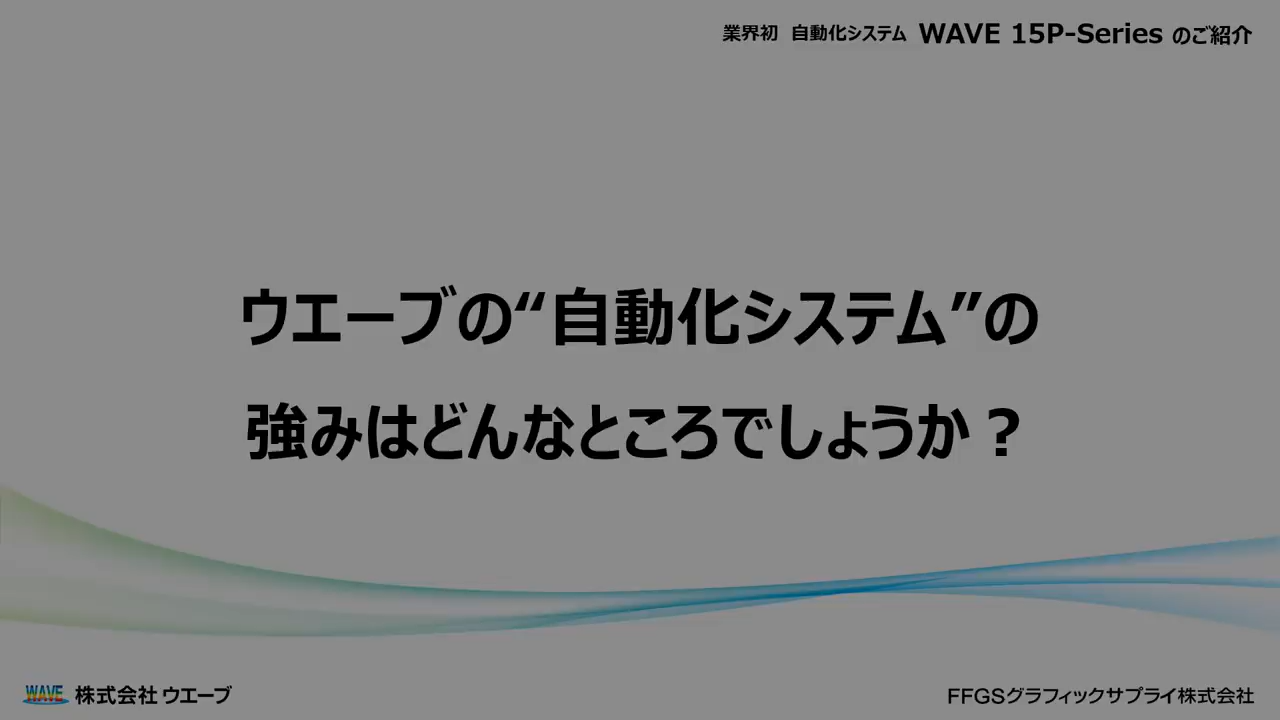 業界初 自動化システム WAVE 15P-Series のご紹介
ウエーブの“自動化システム”の
強みはどんなところでしょうか？
WAVE 株式会社 ウエーブ
FFGSグラフィックサプライ株式会社